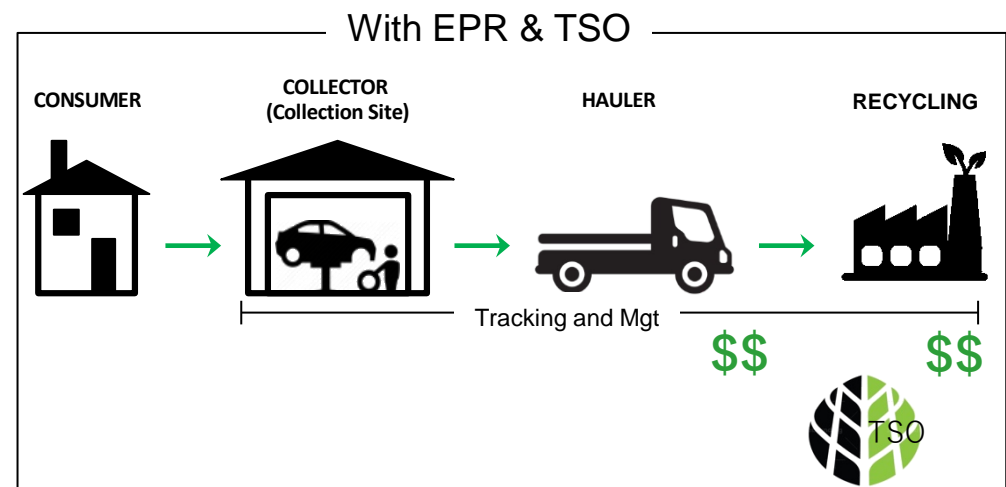 With EPR & TSO
CONSUMER
COLLECTOR
(Collection Site)
HAULER
RECYCLING
Tracking and Mgt
$$
$$
TSO